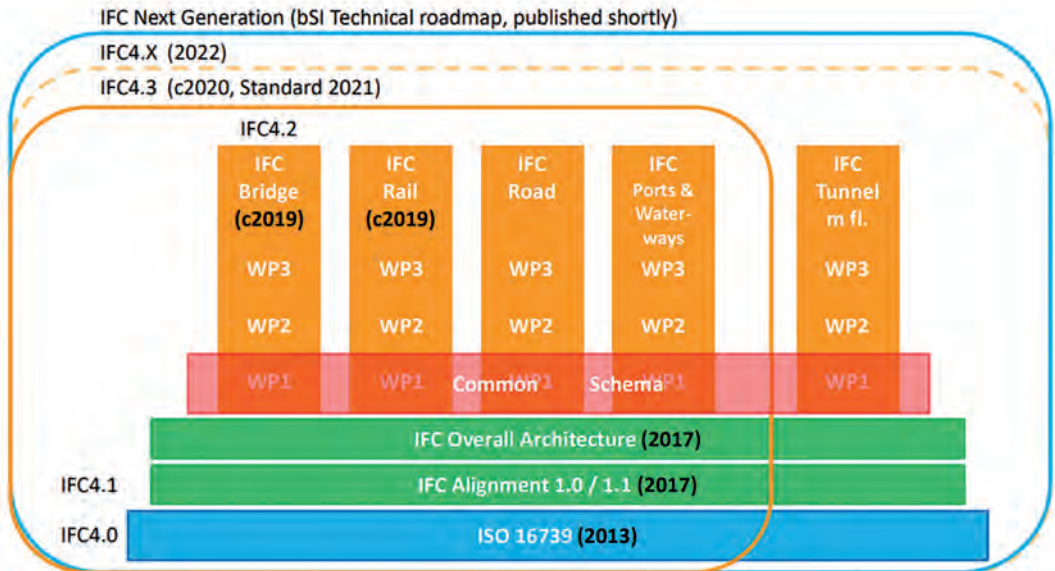 IFC Next Generation (bSI Technical roadmap, published shortly)
IFC4.X (2022)
IFC4.3 (c2020, Standard 2021)
IFC4.2
IFC
Bridge
(c2019)
WP3
WP2
WP1
IFC
Rail
(c2019)
WP3
WP2
WP1
IFC
Road
WP3
WP2
WP1
IFC
Ports &
Water-
ways
WP3
WP2
WP1
IFC
Tunnel
m fl.
WP3
WP2
WP1
Common Schema
IFC Overall Architecture (2017)
IFC4.1
IFC Alignment 1.0 / 1.1 (2017)
IFC4.0
ISO 16739 (2013)